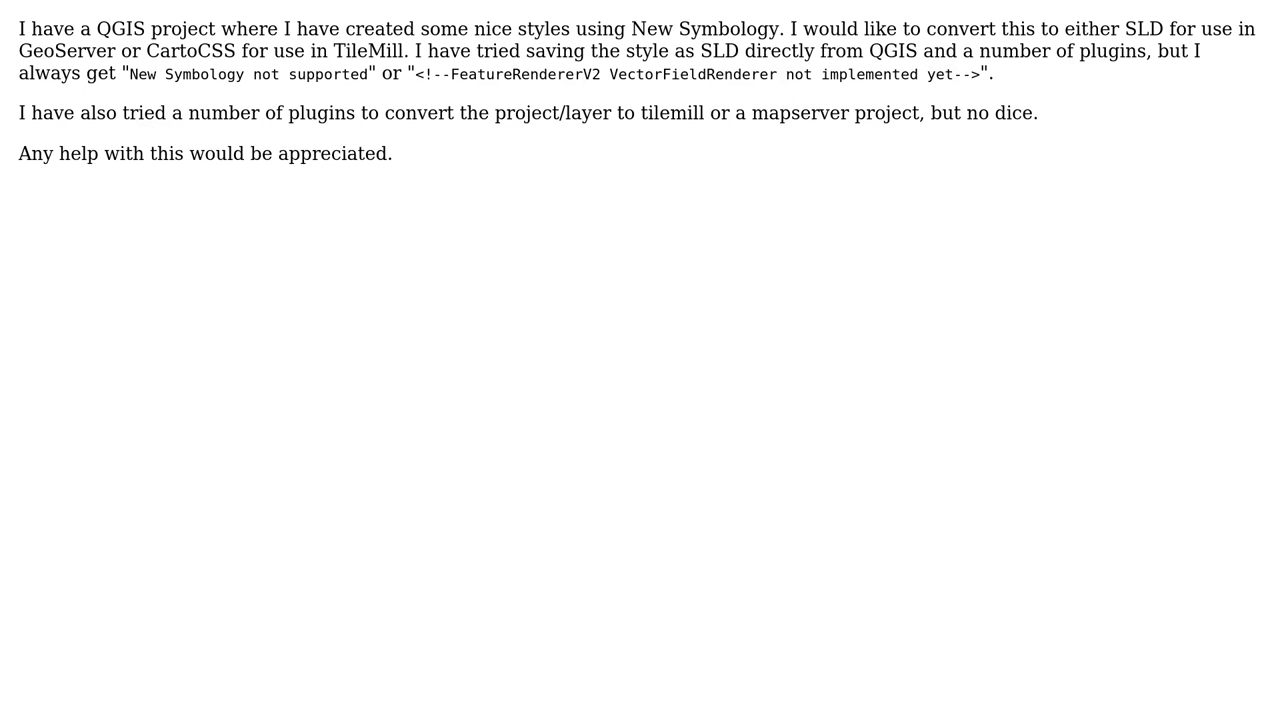 I have a QGIS project where I have created some nice styles using New Symbology. I would like to convert this to either SLD for use in
GeoServer or CartoCSS for use in TileMill. I have tried saving the style as SLD directly from QGIS and a number of plugins, but I
always get "New Symbology not supported" or "<!--FeatureRendererV2 VectorFieldRenderer not implemented yet-->".
I have also tried a number of plugins to convert the project/layer to tilemill or a mapserver project, but no dice.
Any help with this would be appreciated.